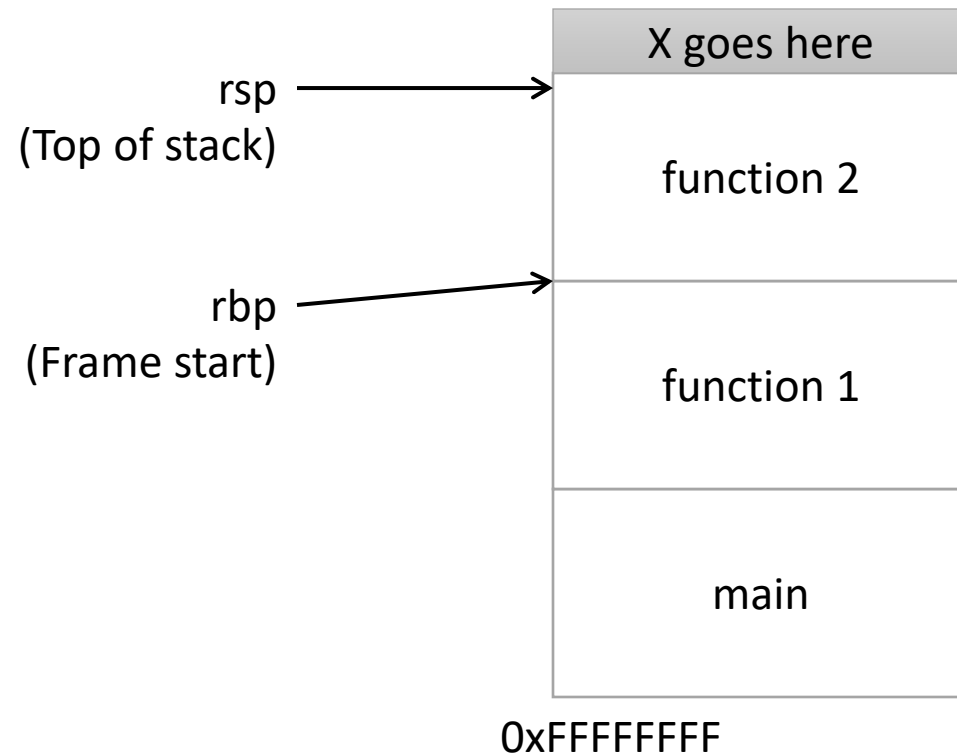 X goes here
rsp
(Top of stack)
function 2
rbp
(Frame start)
function 1
main
0xFFFFFFFF